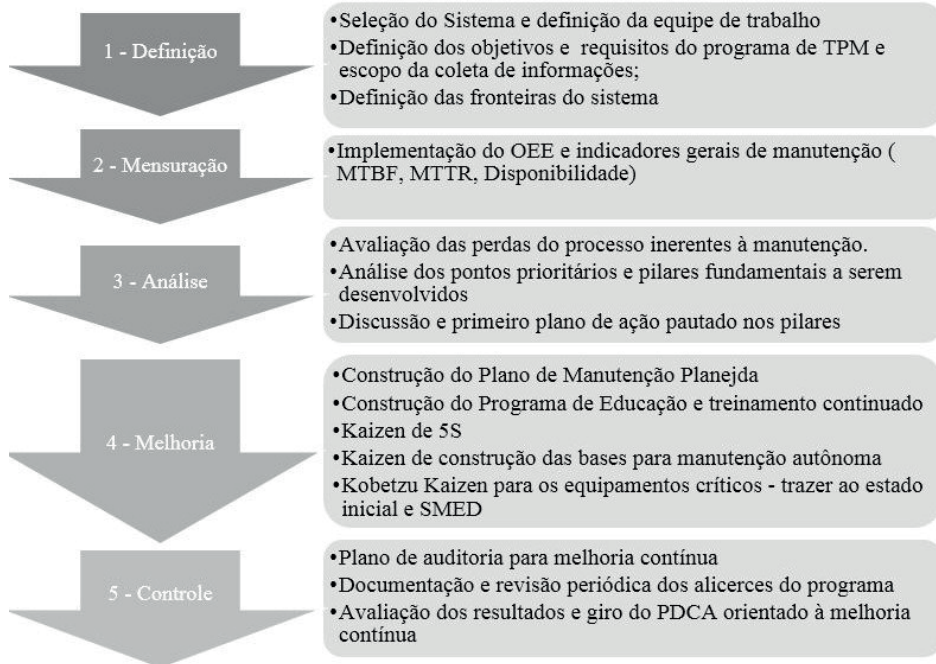 1 - Definição
•Seleção do Sistema e definição da equipe de trabalho
•Definição dos objetivos e requisitos do programa de TPM e
escopo da coleta de informações;
•Definição das fronteiras do sistema
2 - Mensuração
•Implementação do OEE e indicadores gerais de manutenção (
MTBF, MTTR, Disponibilidade)
3 - Análise
•Avaliação das perdas do processo inerentes à manutenção.
•Análise dos pontos prioritários e pilares fundamentais a serem
desenvolvidos
•Discussão e primeiro plano de ação pautado nos pilares
4 - Melhoria
•Construção do Plano de Manutenção Planejda
•Construção do Programa de Educação e treinamento continuado
•Kaizen de 5S
•Kaizen de construção das bases para manutenção autônoma
•Kobetzu Kaizen para os equipamentos críticos - trazer ao estado
inicial e SMED
5 - Controle
•Plano de auditoria para melhoria contínua
•Documentação e revisão periódica dos alicerces do programa
•Avaliação dos resultados e giro do PDCA orientado à melhoria
contínua